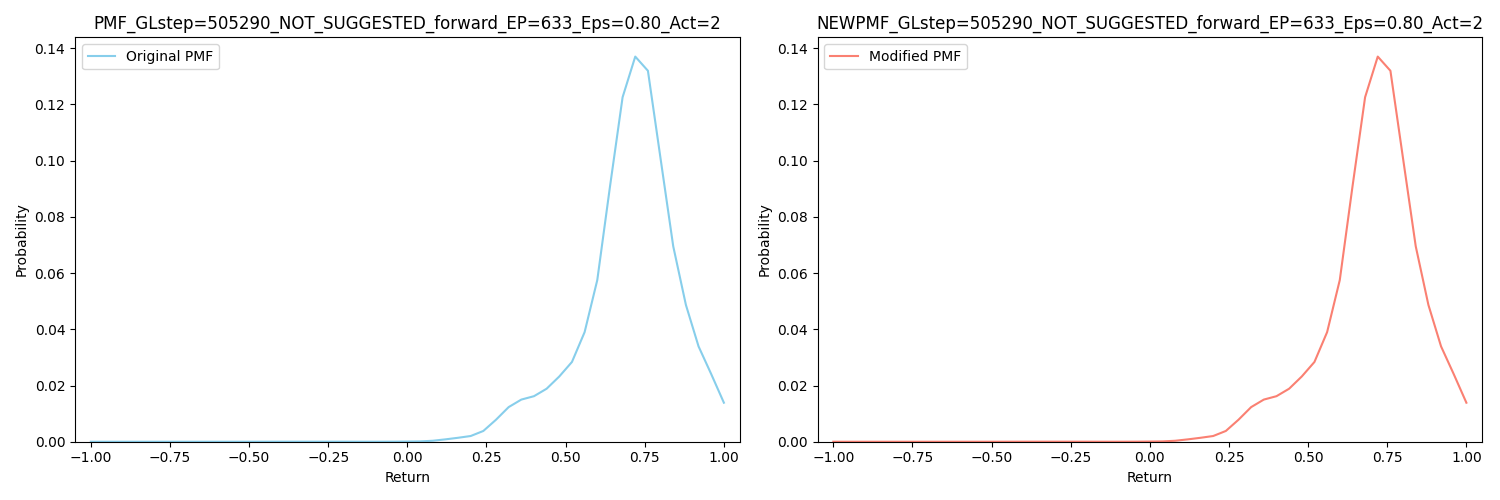 PMF_GLstep=505290_NOT_SUGGESTED_forward_EP=633_Eps=0.80_Act=2
Original PMF
0.14
0.12
0.10
0.08
0.06
0.04
0.02
0.00
Probability
−1.00 −0.75 −0.50 −0.25 0.00 0.25 0.50 0.75 1.00
Return
NEWPMF_GLstep=505290_NOT_SUGGESTED_forward_EP=633_Eps=0.80_Act=2
Modified PMF
0.14
0.12
0.10
0.08
0.06
0.04
0.02
0.00
Probability
−1.00 −0.75 −0.50 −0.25 0.00 0.25 0.50 0.75 1.00
Return